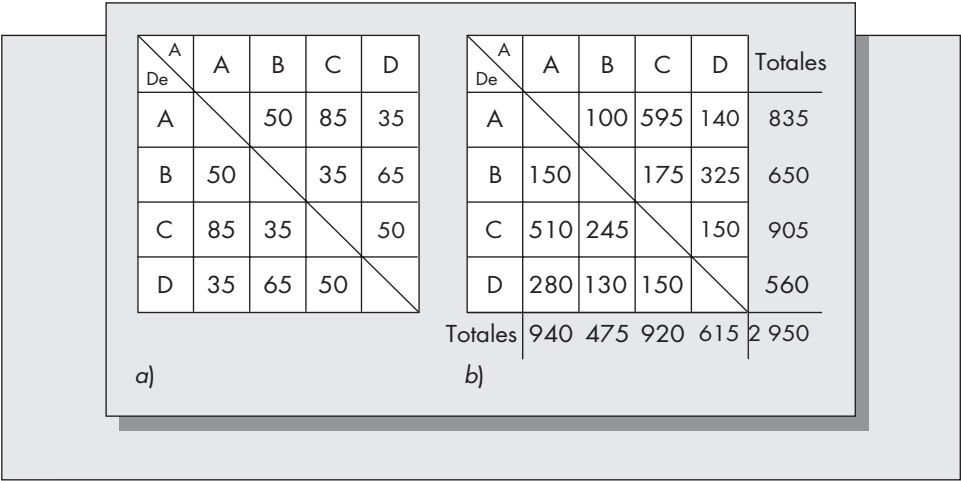 A
De
A B C D
A 50 85 35
B 50 35 65
C 85 35 50
D 35 65 50
a)
A
De
A B C D Totales
A 100 595 140 835
B 150 175 325 650
C 510 245 150 905
D 280 130 150 560
Totales 940 475 920 615 2 950
b)